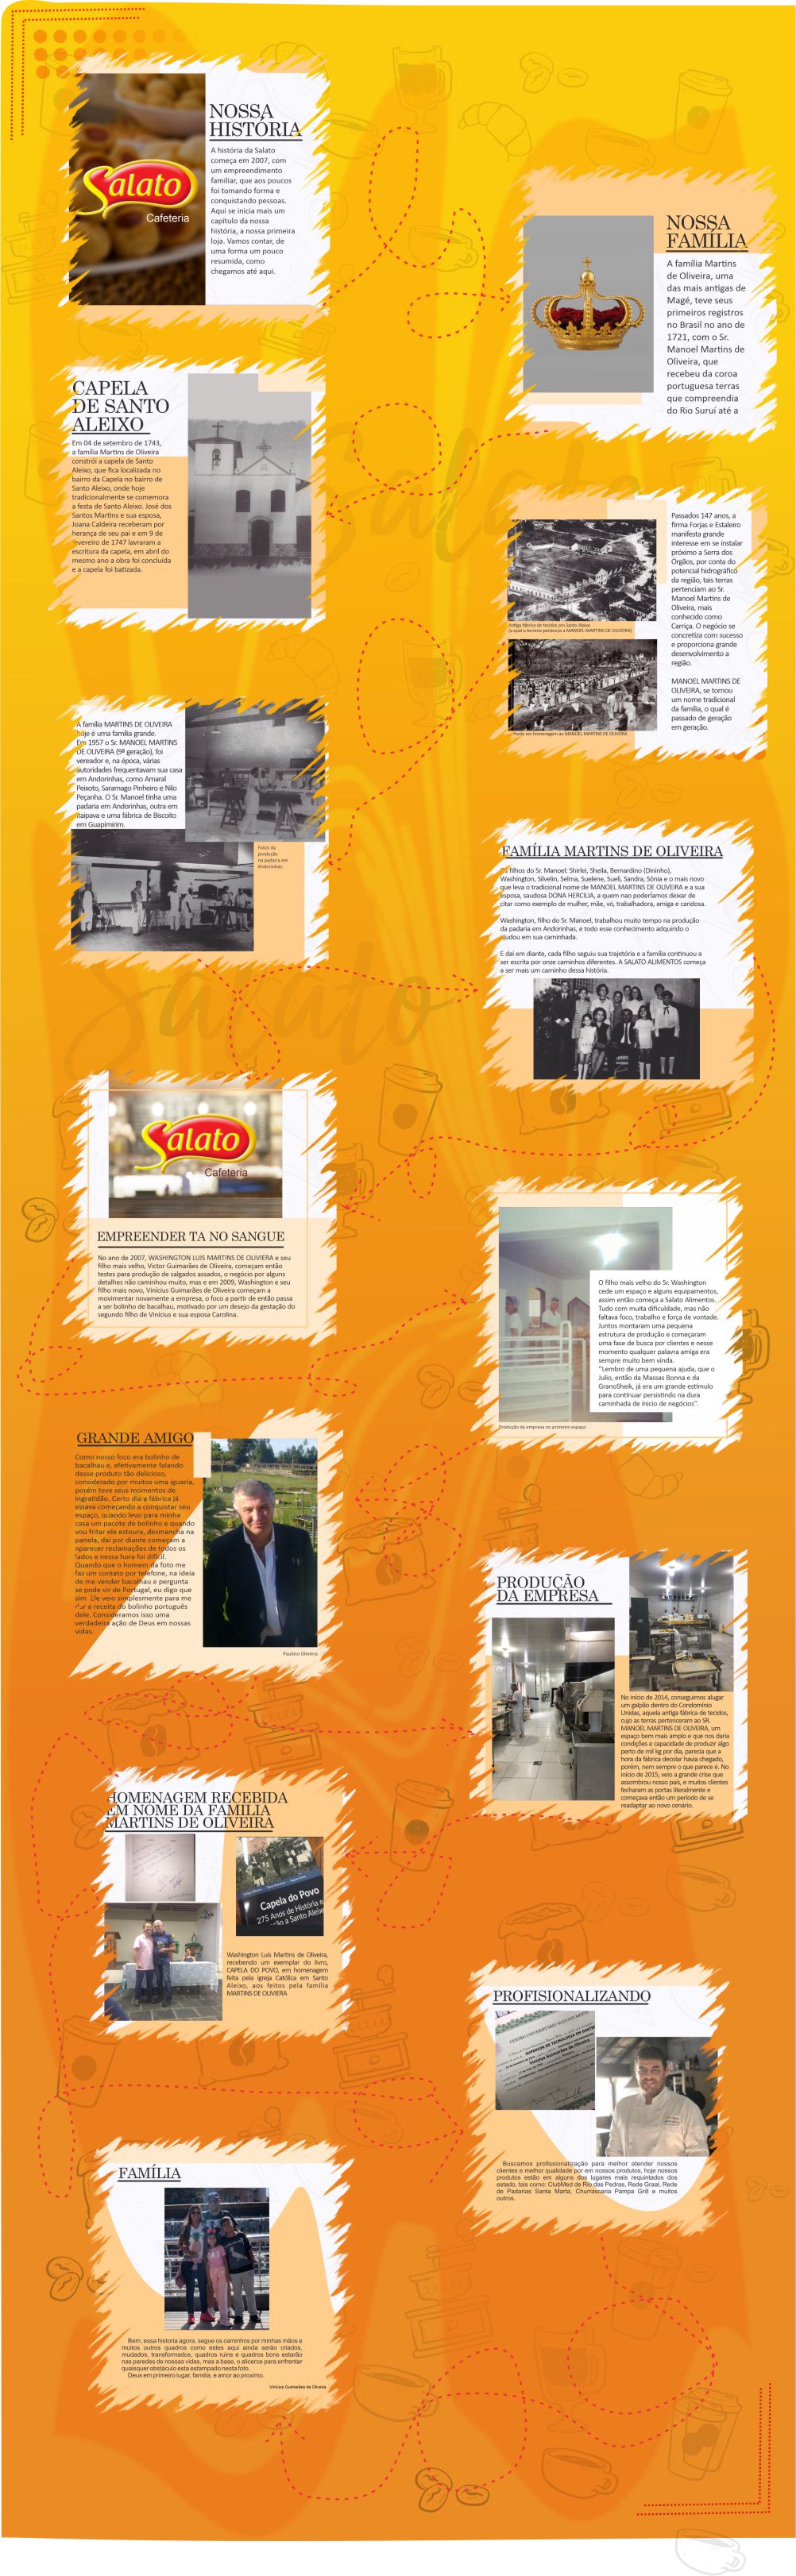 Salato
Cafeteria
NOSSA
HISTÓRIA
A história da Salato
começa em 2007, com
um empreendimento
familiar, que aos poucos
foi tomando forma e
conquistando pessoas.
Aqui se inicia mais um
capítulo da nossa
história, a nossa primeira
loja. Vamos contar, de
uma forma um pouco
resumida, como
chegamos até aqui.
NOSSA
FAMÍLIA
A família Martins
de Oliveira, uma
das mais antigas de
Magé, teve seus
primeiros registros
no Brasil no ano de
1721, com o Sr.
Manoel Martins de
Oliveira, que
recebeu da coroa
portuguesa terras
que compreendia
do Rio Suruí até a
CAPELA
DE SANTO
ALEIXO
Em 04 de setembro de 1743,
a família Martins de Oliveira
constrói a capela de Santo
Aleixo, que fica localizada no
bairro da Capela no bairro de
Santo Aleixo, onde hoje
tradicionalmente se comemora
a festa de Santo Aleixo. José dos
Santos Martins e sua esposa,
Joana Caldeira receberam por
herança de seu pai e em 9 de
fevereiro de 1747 lavraram a
escritura da capela, em abril do
mesmo ano a obra foi concluída
e a capela foi batizada.
Salato
Passados 147 anos, a
firma Forjas e Estaleiro
manifesta grande
interesse em se instalar
próximo a Serra dos
Órgãos, por conta do
potencial hidrográfico
da região, tais terras
pertenciam ao Sr.
Manoel Martins de
Oliveira, mais
conhecido como
Carriça. O negócio se
concretiza com sucesso
e proporciona grande
desenvolvimento a
região.
MANOEL MARTINS DE
OLIVEIRA, se tornou
um nome tradicional
da família, o qual é
passado de geração
em geração.
Antiga fábrica de tecidos em Santo Aleixo
(a qual o terreno pertencia a MANOEL MARTINS DE OLIVEIRA)
Ponte em homenagem ao MANOEL MARTINS DE OLIVEIRA
A família MARTINS DE OLIVEIRA
hoje é uma família grande.
Em 1957 o Sr. MANOEL MARTINS
DE OLIVEIRA (9ª geração), foi
vereador e, na época, várias
autoridades frequentavam sua casa
em Andorinhas, como Amaral
Peixoto, Saramago Pinheiro e Nilo
Peçanha. O Sr. Manoel tinha uma
padaria em Andorinhas, outra em
Itaipava e uma fábrica de Biscoito
em Guapimirim.
Fotos da
produção
na padaria em
Andorinhas.
FAMÍLIA MARTINS DE OLIVEIRA
Os filhos do Sr. Manoel: Shirlei, Sheila, Bernardino (Dininho),
Washington, Silvelin, Selma, Suelene, Sueli, Sandra, Sônia e o mais novo
que leva o tradicional nome de MANOEL MARTINS DE OLIVEIRA e a sua
esposa, saudosa DONA HERCILIA, a quem nao poderíamos deixar de
citar como exemplo de mulher, mãe, vó, trabalhadora, amiga e caridosa.
Washington, filho do Sr. Manoel, trabalhou muito tempo na produção
da padaria em Andorinhas, e todo esse conhecimento adquirido o
ajudou em sua caminhada.
E daí em diante, cada filho seguiu sua trajetória e a família continuou a
ser escrita por onze caminhos diferentes. A SALATO ALIMENTOS começa
a ser mais um caminho dessa história.
Salato
Salato
Cafeteria
EMPREENDER TA NO SANGUE
No ano de 2007, WASHINGTON LUIS MARTINS DE OLIVIERA e seu
filho mais velho, Victor Guimarães de Oliveira, começam então
testes para produção de salgados assados, o negócio por alguns
detalhes não caminhou muito, mas e em 2009, Washington e seu
filho mais novo, Vinicius Guimarães de Oliveira começam a
movimentar novamente a empresa, o foco a partir de então passa
a ser bolinho de bacalhau, motivado por um desejo da gestação do
segundo filho de Vinicius e sua esposa Carolina.
O filho mais velho do Sr. Washington
cede um espaço e alguns equipamentos,
assim então começa a Salato Alimentos.
Tudo com muita dificuldade, mas não
faltava foco, trabalho e força de vontade.
Juntos montaram uma pequena
estrutura de produção e começaram
uma fase de busca por clientes e nesse
momento qualquer palavra amiga era
sempre muito bem vinda.
"Lembro de uma pequena ajuda, que o
Julio, então da Massas Bonna e da
GranoSheik, já era um grande estímulo
para continuar persistindo na dura
caminhada de inicio de negócios".
Produção da empresa no primeiro espaço.
GRANDE AMIGO
Como nosso foco era bolinho de
bacalhau e, efetivamente falando
desse produto tão delicioso,
considerado por muitos uma iguaria,
porém teve seus momentos de
ingratidão. Certo dia a fábrica já
estava começando a conquistar seu
espaço, quando levo para minha
casa um pacote de bolinho e quando
vou fritar ele estoura, desmancha na
panela, daí por diante começam a
aparecer reclamações de todos os
lados e nessa hora foi difícil.
Quando que o homem da foto me
faz um contato por telefone, na ideia
de me vender bacalhau e pergunta
se pode vir de Portugal, eu digo que
sim. Ele veio simplesmente para me
dar a receita do bolinho português
dele. Consideramos isso uma
verdadeira ação de Deus em nossas
vidas.
Paulino Oliveira
PRODUÇÃO
DA EMPRESA
No início de 2014, conseguimos alugar
um galpão dentro do Condomínio
Unidas, aquela antiga fábrica de tecidos,
cujo as terras pertenceram ao SR.
MANOEL MARTINS DE OLIVEIRA, um
espaço bem mais amplo e que nos daria
condições e capacidade de produzir algo
perto de mil kg por dia, parecia que a
hora da fábrica decolar havia chegado,
porém, nem sempre o que parece é. No
início de 2015, veio a grande crise que
assombrou nosso país, e muitos clientes
fecharam as portas literalmente e
começava então um período de se
readaptar ao novo cenário.
HOMENAGEM RECEBIDA
EM NOME DA FAMILIA
MARTINS DE OLIVEIRA
Capela do Povo
275 Anos de História e
Washington Luis Martins de Oliveira,
recebendo um exemplar do livro,
CAPELA DO POVO, em homenagem
feita pela igreja Católica em Santo
Aleixo, aos feitos pela família
MARTINS DE OLIVIERA
PROFISIONALIZANDO
Vinicius Guimarães de Oliveira
Buscamos profissionalização para melhor atender nossos
clientes e melhor qualidade por em nossos produtos, hoje nossos
produtos estão em alguns dos lugares mais requintados dos
estado, tais como: ClubMed de Rio das Pedras, Rede Graal, Rede
de Padarias Santa Marta, Churrascaria Pampa Grill e muitos
outros.
FAMÍLIA
Bem, essa historia agora, segue os caminhos por minhas mãos e
muitos outros quadros como estes aqui ainda serão criados,
mudados, transformados, quadros ruins e quadros bons estarão
nas paredes de nossas vidas, mas a base, o alicerce para enfrentar
quaisquer obstáculo esta estampado nesta foto.
Deus em primeiro lugar, família, e amor ao proximo.
Vinicius Guimarães de Oliveira